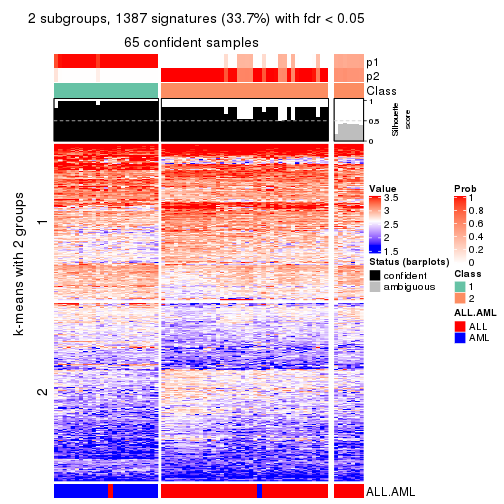 2 subgroups, 1387 signatures (33.7%) with fdr < 0.05
65 confident samples
p1
p2
Class
1
0.5
0
Silhouette
score
k-means with 2 groups
1
2
Value
3.5
3
2.5
2
1.5
Status (barplots)
confident
ambiguous
Prob
1
0.8
0.6
0.4
0.2
0
Class
1
2
ALL.AML
ALL
AML
ALL.AML